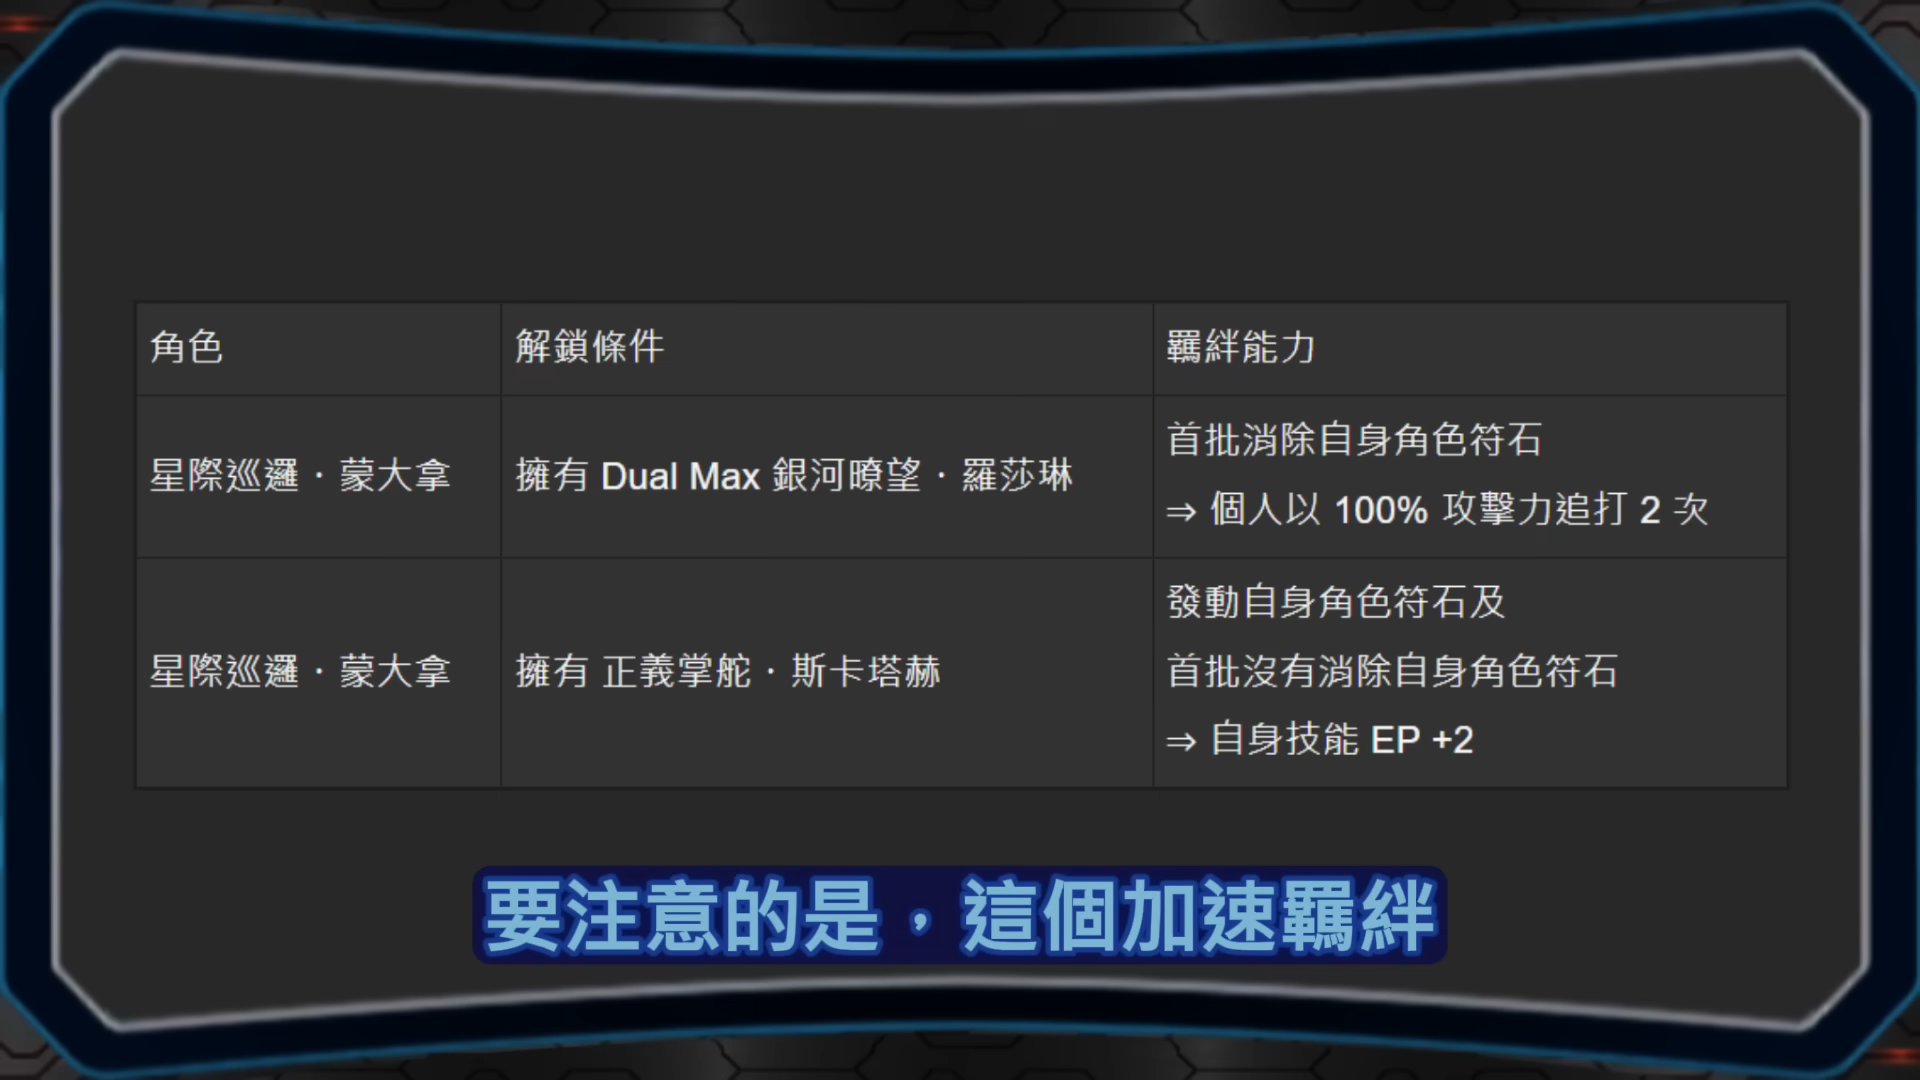 角色
解鎖條件
羈絆能力
星際巡邏．蒙大拿
擁有 Dual Max 銀河瞭望．羅莎琳
首批消除自身角色符石
⇒ 個人以 100% 攻擊力追打 2 次
星際巡邏．蒙大拿
擁有 正義掌舵．斯卡塔赫
發動自身角色符石及
首批沒有消除自身角色符石
⇒ 自身技能 EP +2
要注意的是，這個加速羈絆